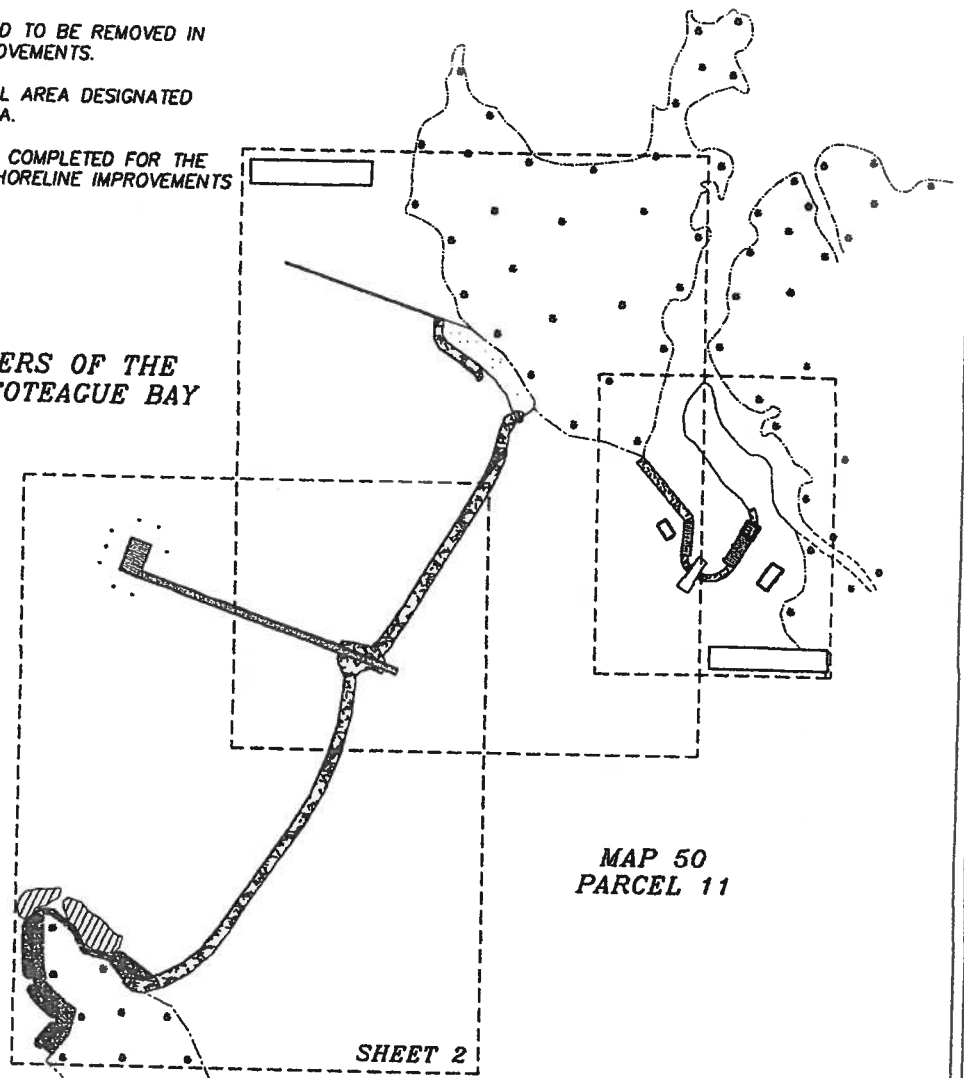 D TO BE REMOVED IN
OVEMENTS.
L AREA DESIGNATED
A.
COMPLETED FOR THE
HORELINE IMPROVEMENTS
ERS OF THE
OTEAGUE BAY
MAP 50
PARCEL 11
SHEET 2